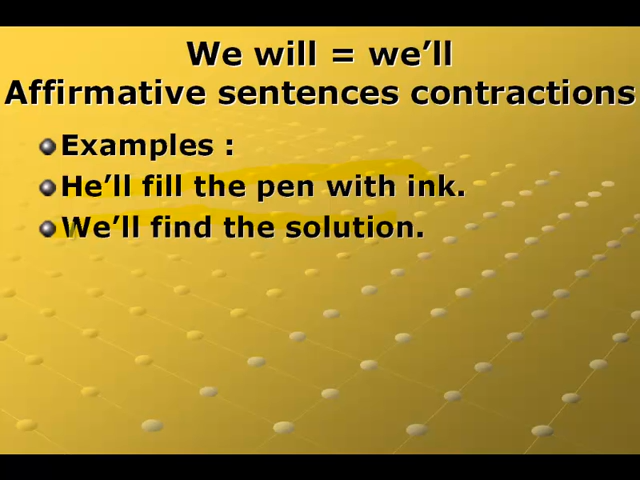 We will = we’ll
Affirmative sentences contractions
Examples :
He’ll fill the pen with ink.
We’ll find the solution.